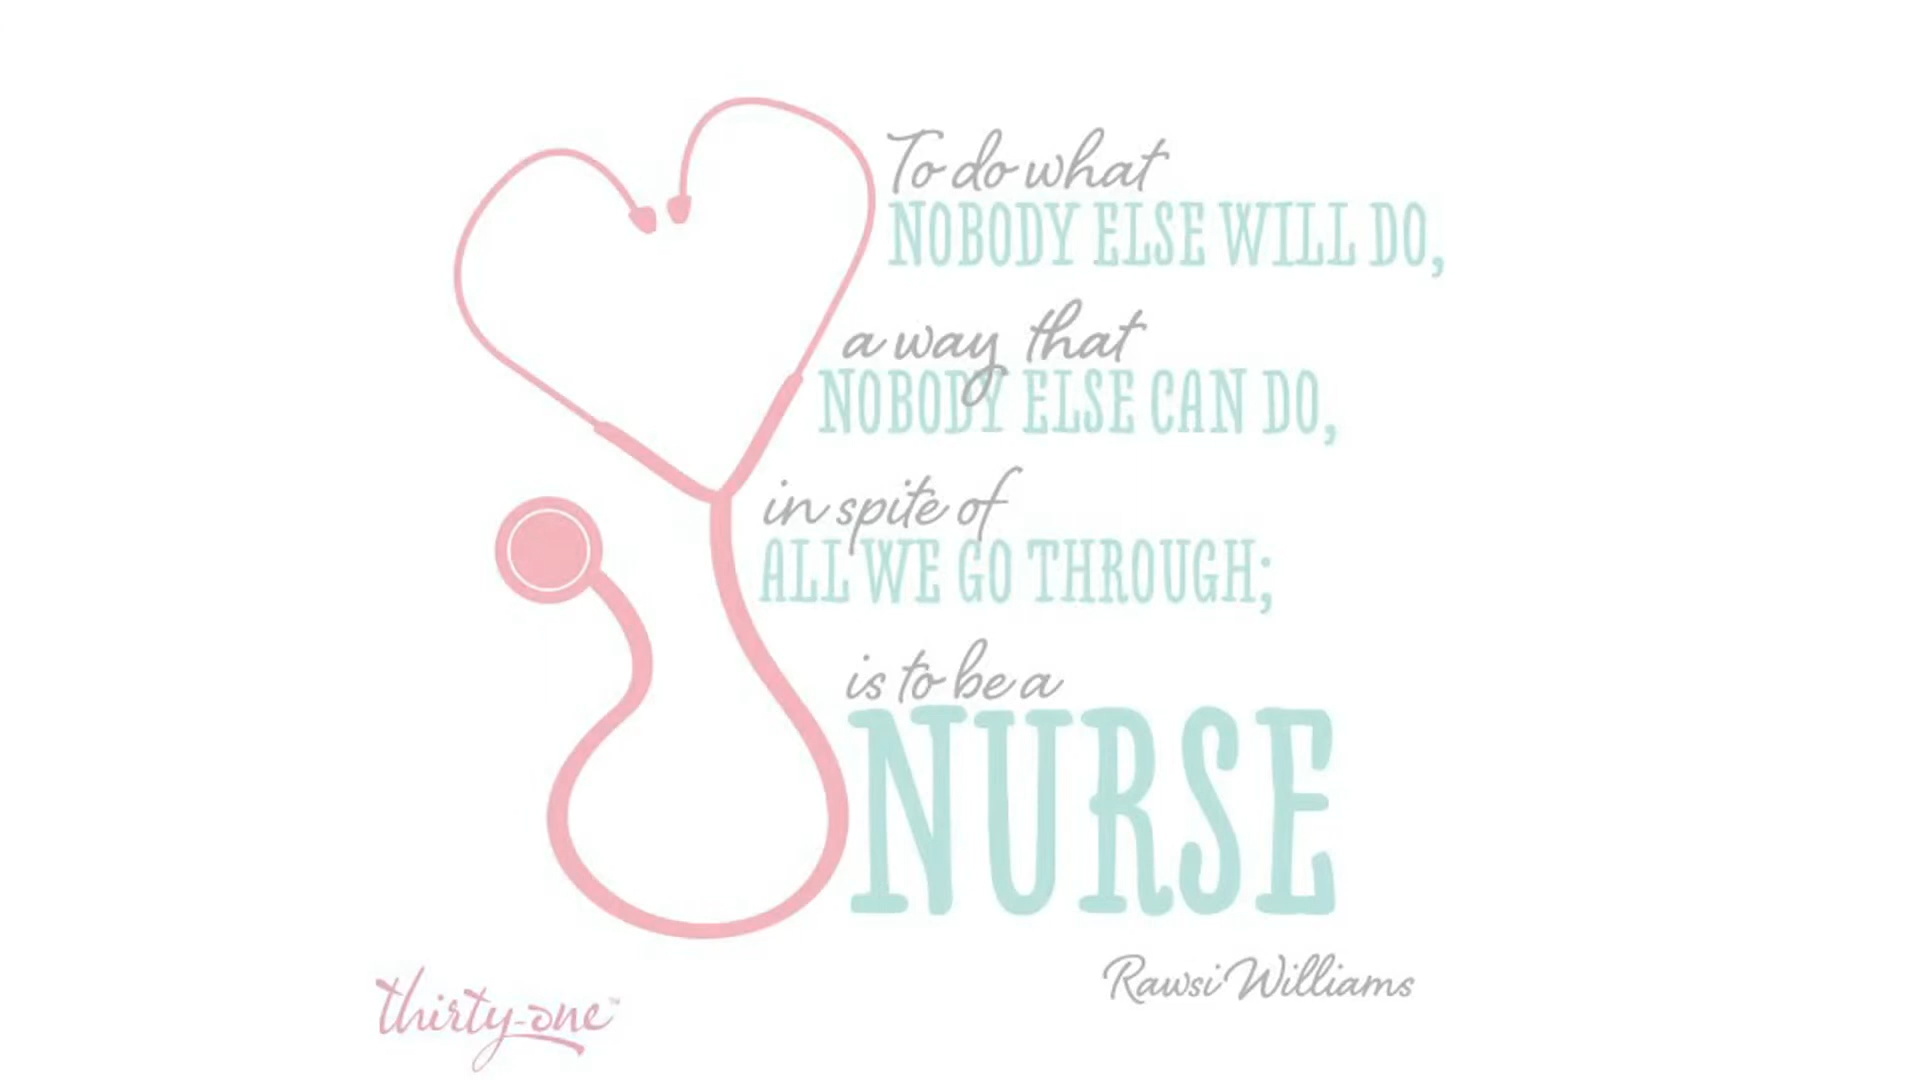 To do what
NOBODY ELSE WILL DO,
a way that
NOBODY ELSE CAN DO,
in spite of
ALL WE GO THROUGH;
is to be a
NURSE
Rawsi Williams
thirty-one™